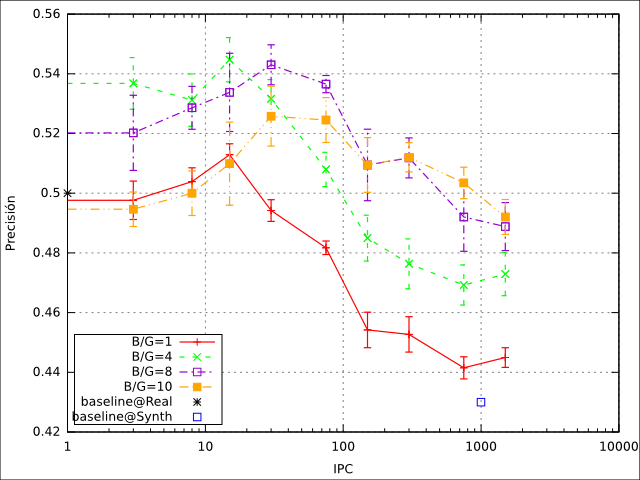 0.56
0.54
0.52
0.5
0.48
0.46
0.44
0.42
Precisión
B/G=1
B/G=4
B/G=8
B/G=10
baseline@Real
baseline@Synth
1 10 100 1000 10000
IPC